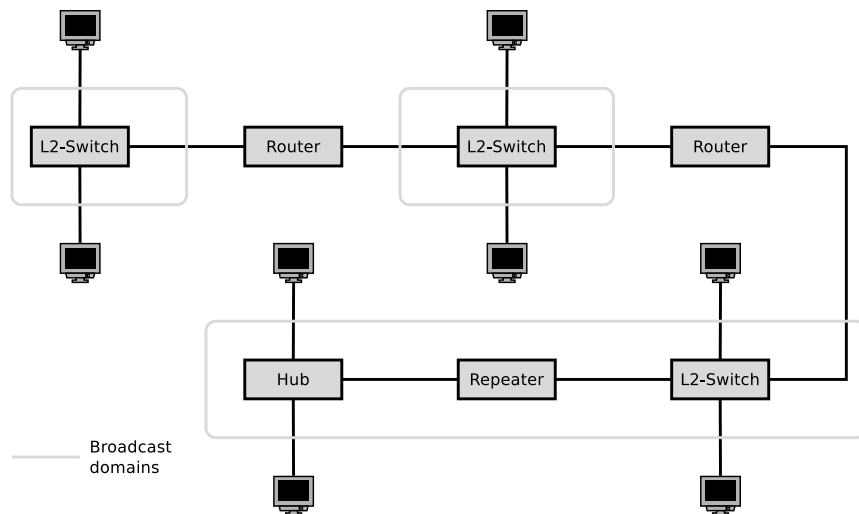 L2-Switch
Router
L2-Switch
Router
Hub
Repeater
L2-Switch
Broadcast
domains